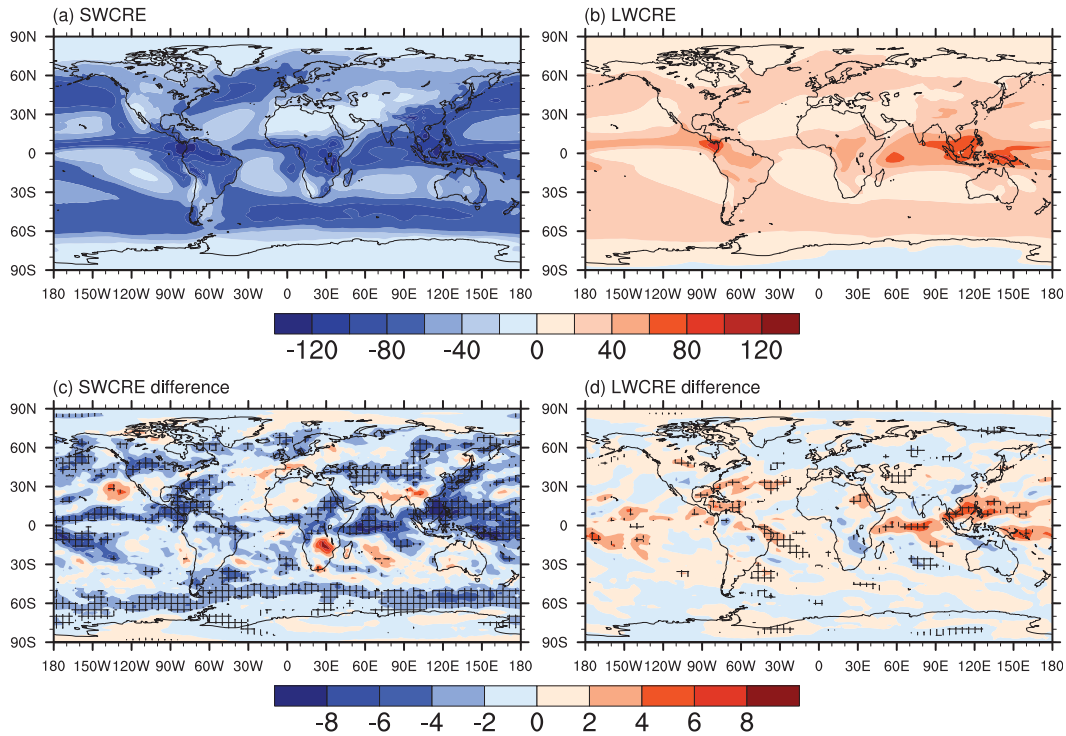 (a) SWCRE (b) LWCRE
90N 90N
60N 60N
30N 30N
0 0
30S 30S
60S 60S
90S 90S
180 150W 120W 90W 60W 30W 0 30E 60E 90E 120E 150E 180 180 150W 120W 90W 60W 30W 0 30E 60E 90E 120E 150E 180
-120 -80 -40 0 40 80 120
(c) SWCRE difference (d) LWCRE difference
90N 90N
60N 60N
30N 30N
0 0
30S 30S
60S 60S
90S 90S
180 150W 120W 90W 60W 30W 0 30E 60E 90E 120E 150E 180 180 150W 120W 90W 60W 30W 0 30E 60E 90E 120E 150E 180
-8 -6 -4 -2 0 2 4 6 8